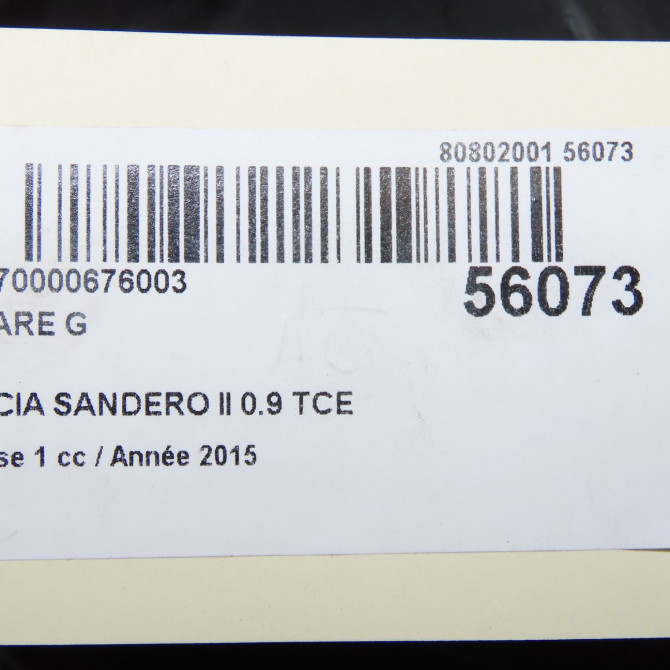 80802001 56073
70000676003
56073
ARE G
CIA SANDERO II 0.9 TCE
se 1 cc / Année 2015